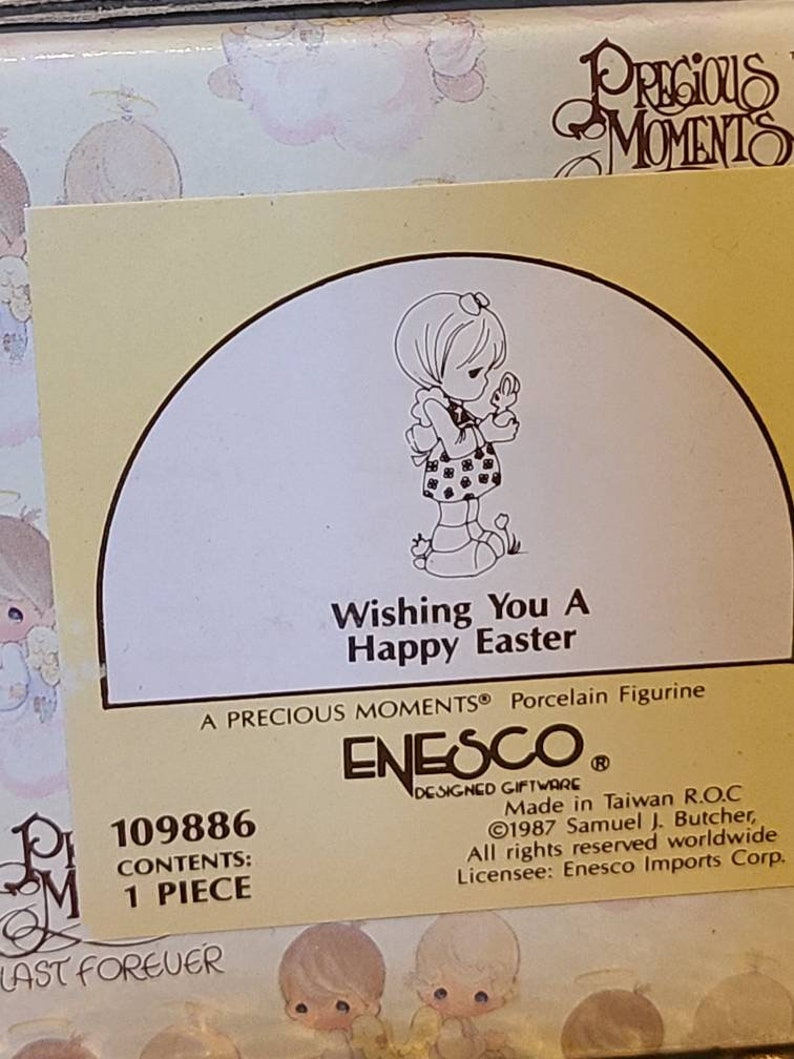 PRECIOUS
MOMENTS
Wishing You A
Happy Easter
A PRECIOUS MOMENTS® Porcelain Figurine
ENESCO®
DESIGNED GIFTWARE
Made in Taiwan R.O.C
©1987 Samuel J. Butcher,
All rights reserved worldwide
Licensee: Enesco Imports Corp.
109886
CONTENTS:
1 PIECE
LAST FOREVER